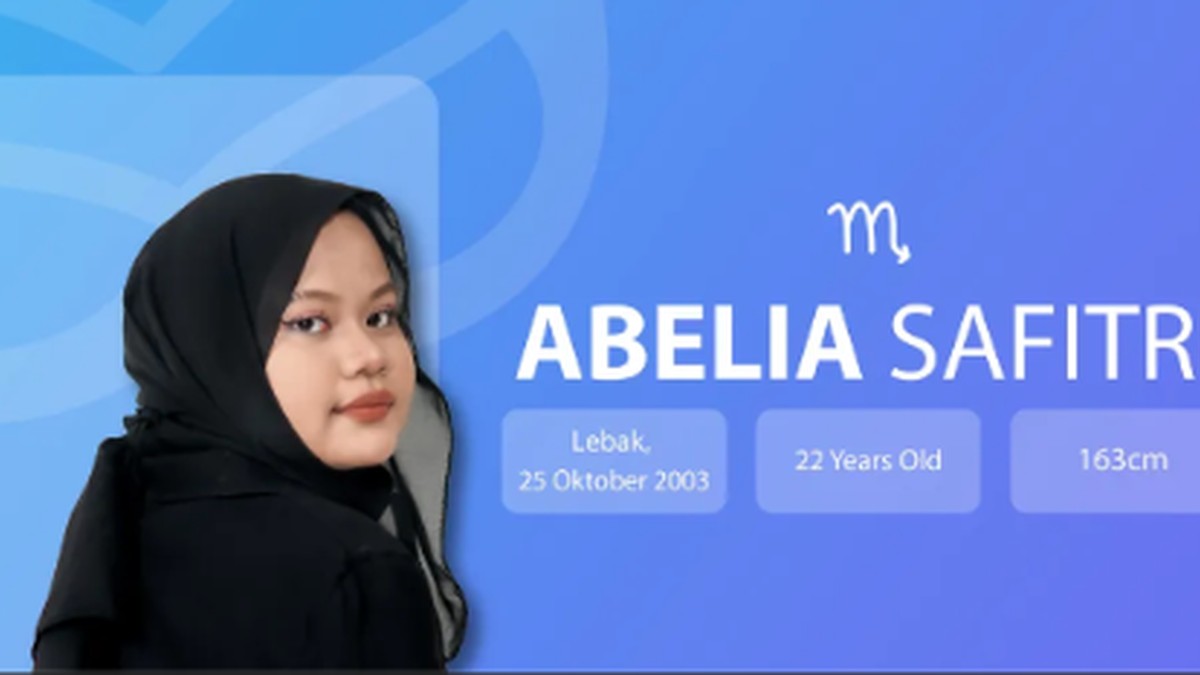 ABELIA SAFITR
Lebak,
25 Oktober 2003
22 Years Old
163cm